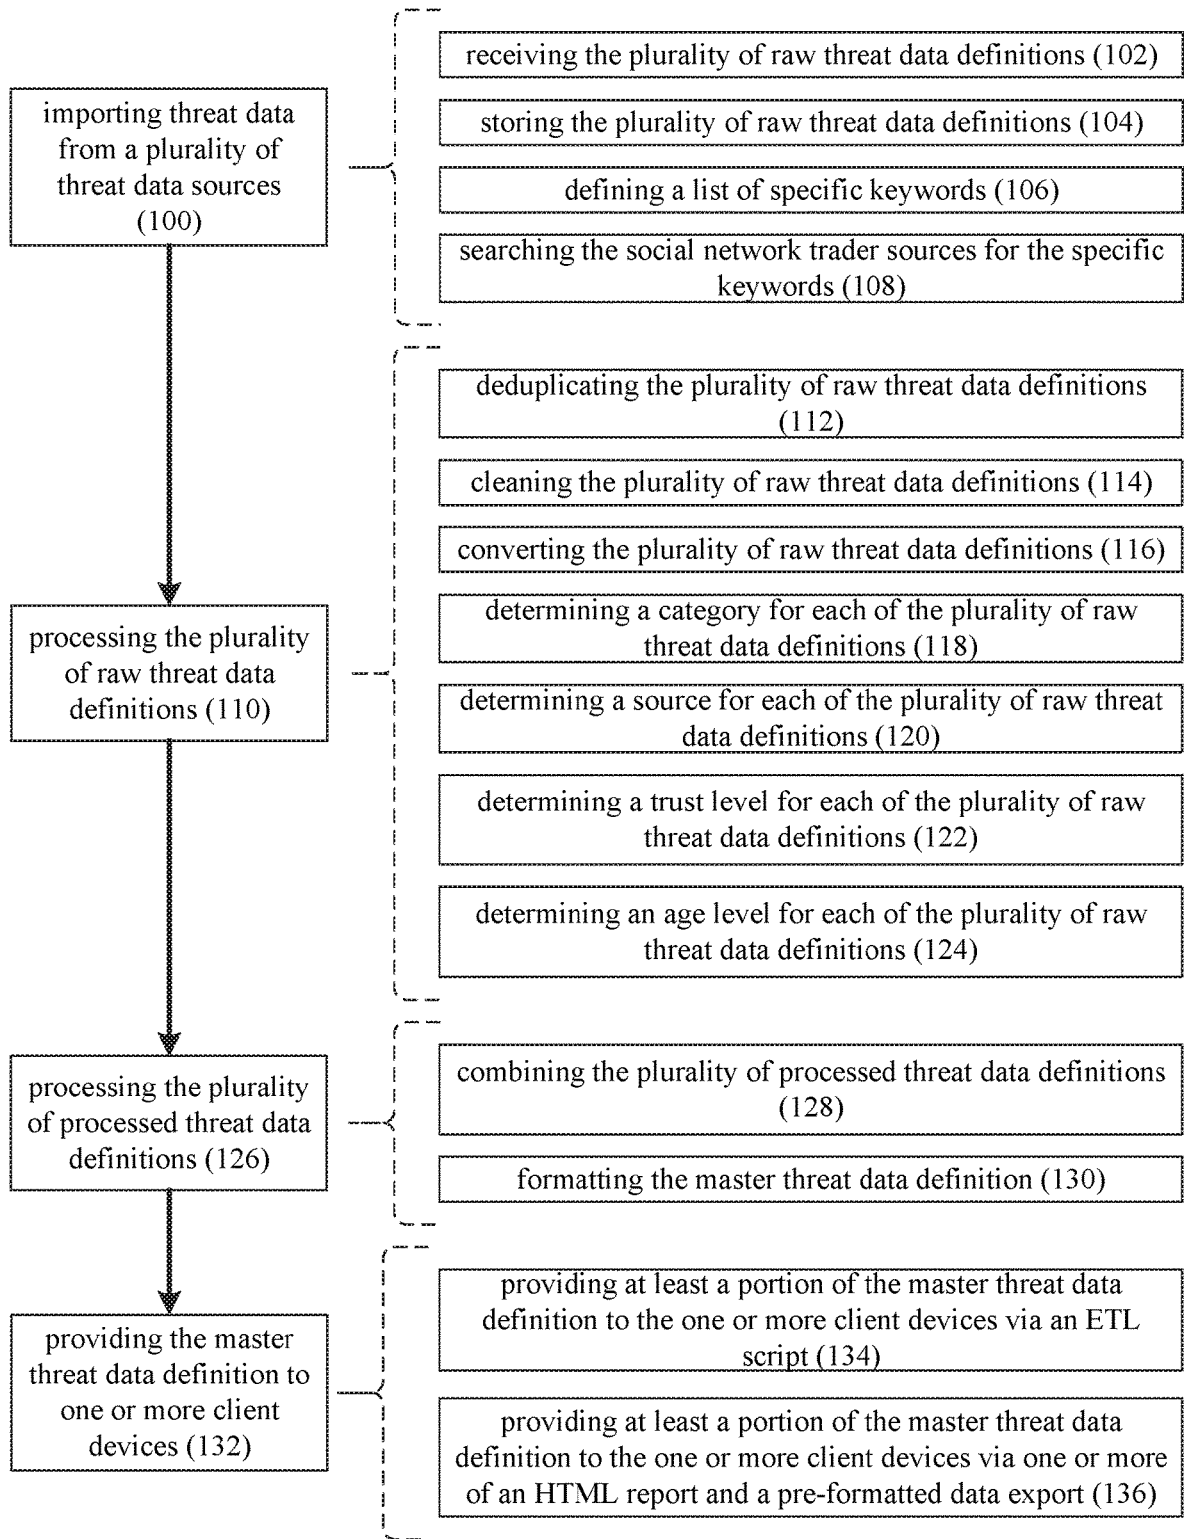 importing threat data
from a plurality of
threat data sources
(100)
receiving the plurality of raw threat data definitions (102)
storing the plurality of raw threat data definitions (104)
defining a list of specific keywords (106)
searching the social network trader sources for the specific
keywords (108)
processing the plurality
of raw threat data
definitions (110)
deduplicating the plurality of raw threat data definitions
(112)
cleaning the plurality of raw threat data definitions (114)
converting the plurality of raw threat data definitions (116)
determining a category for each of the plurality of raw
threat data definitions (118)
determining a source for each of the plurality of raw threat
data definitions (120)
determining a trust level for each of the plurality of raw
threat data definitions (122)
determining an age level for each of the plurality of raw
threat data definitions (124)
processing the plurality
of processed threat data
definitions (126)
combining the plurality of processed threat data definitions
(128)
formatting the master threat data definition (130)
providing the master
threat data definition to
one or more client
devices (132)
providing at least a portion of the master threat data
definition to the one or more client devices via an ETL
script (134)
providing at least a portion of the master threat data
definition to the one or more client devices via one or more
of an HTML report and a pre-formatted data export (136)